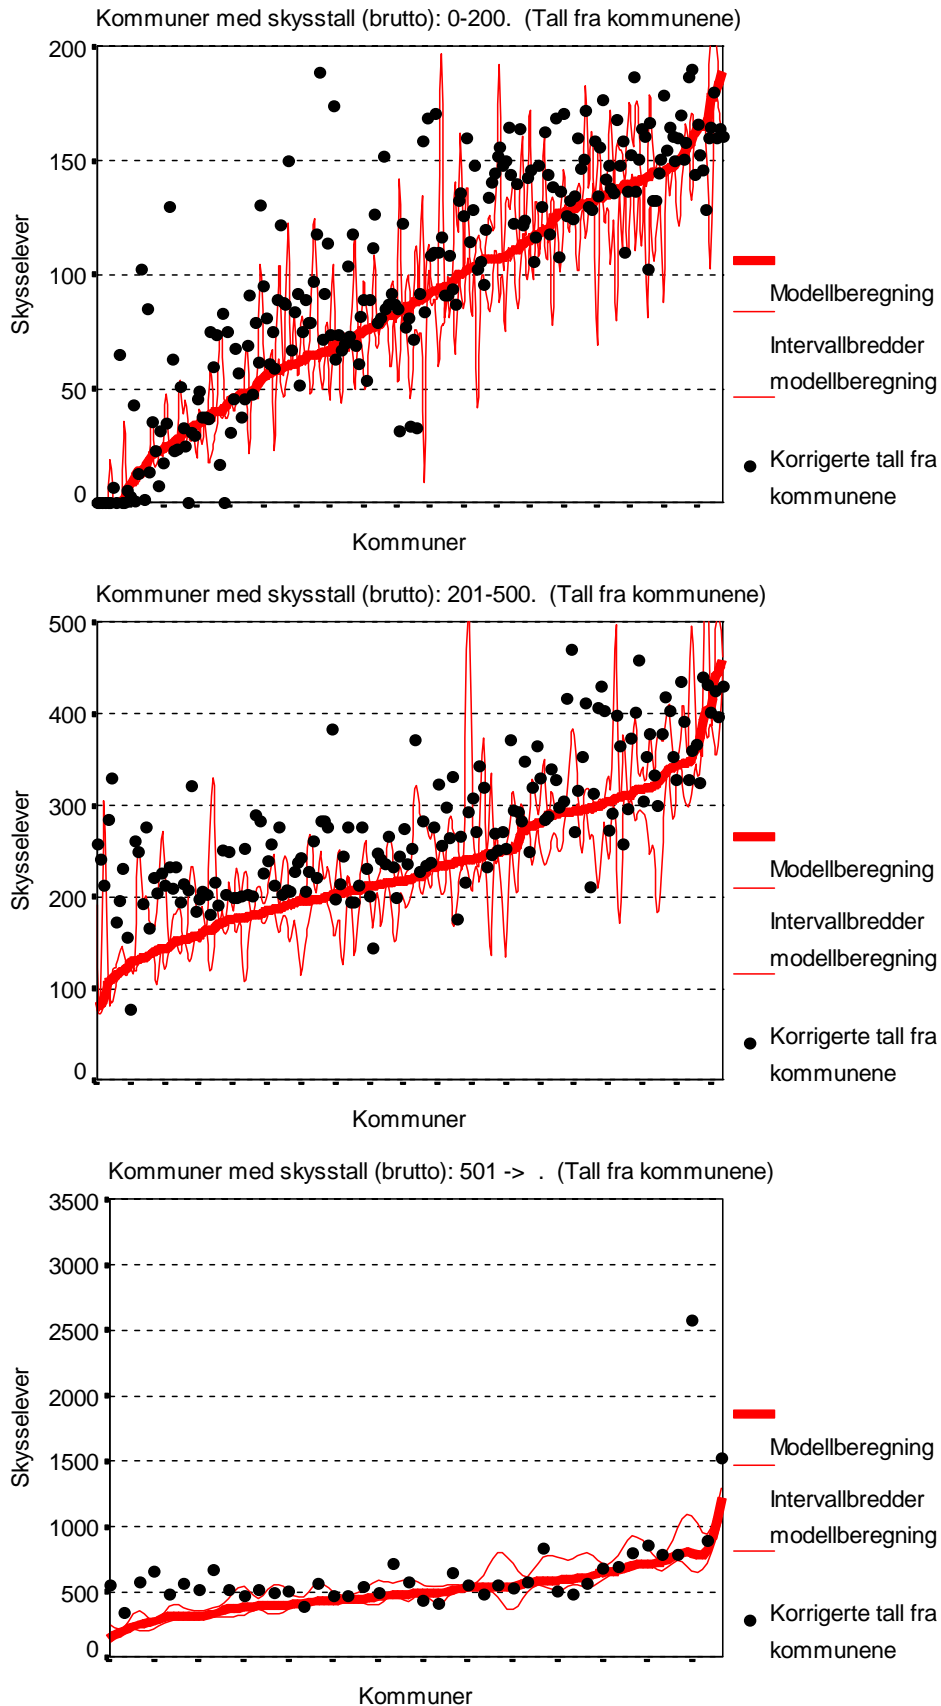 Kommuner med skysstall (brutto): 0-200.  (Tall fra kommunene)
200
150
100
50
0
Skysselever
Kommuner
Modellberegning
Intervallbredder
modellberegning
Korrigerte tall fra
kommunene
Kommuner med skysstall (brutto): 201-500.  (Tall fra kommunene)
500
400
300
200
100
0
Skysselever
Kommuner
Modellberegning
Intervallbredder
modellberegning
Korrigerte tall fra
kommunene
Kommuner med skysstall (brutto): 501 ->  .  (Tall fra kommunene)
3500
3000
2500
2000
1500
1000
500
0
Skysselever
Kommuner
Modellberegning
Intervallbredder
modellberegning
Korrigerte tall fra
kommunene